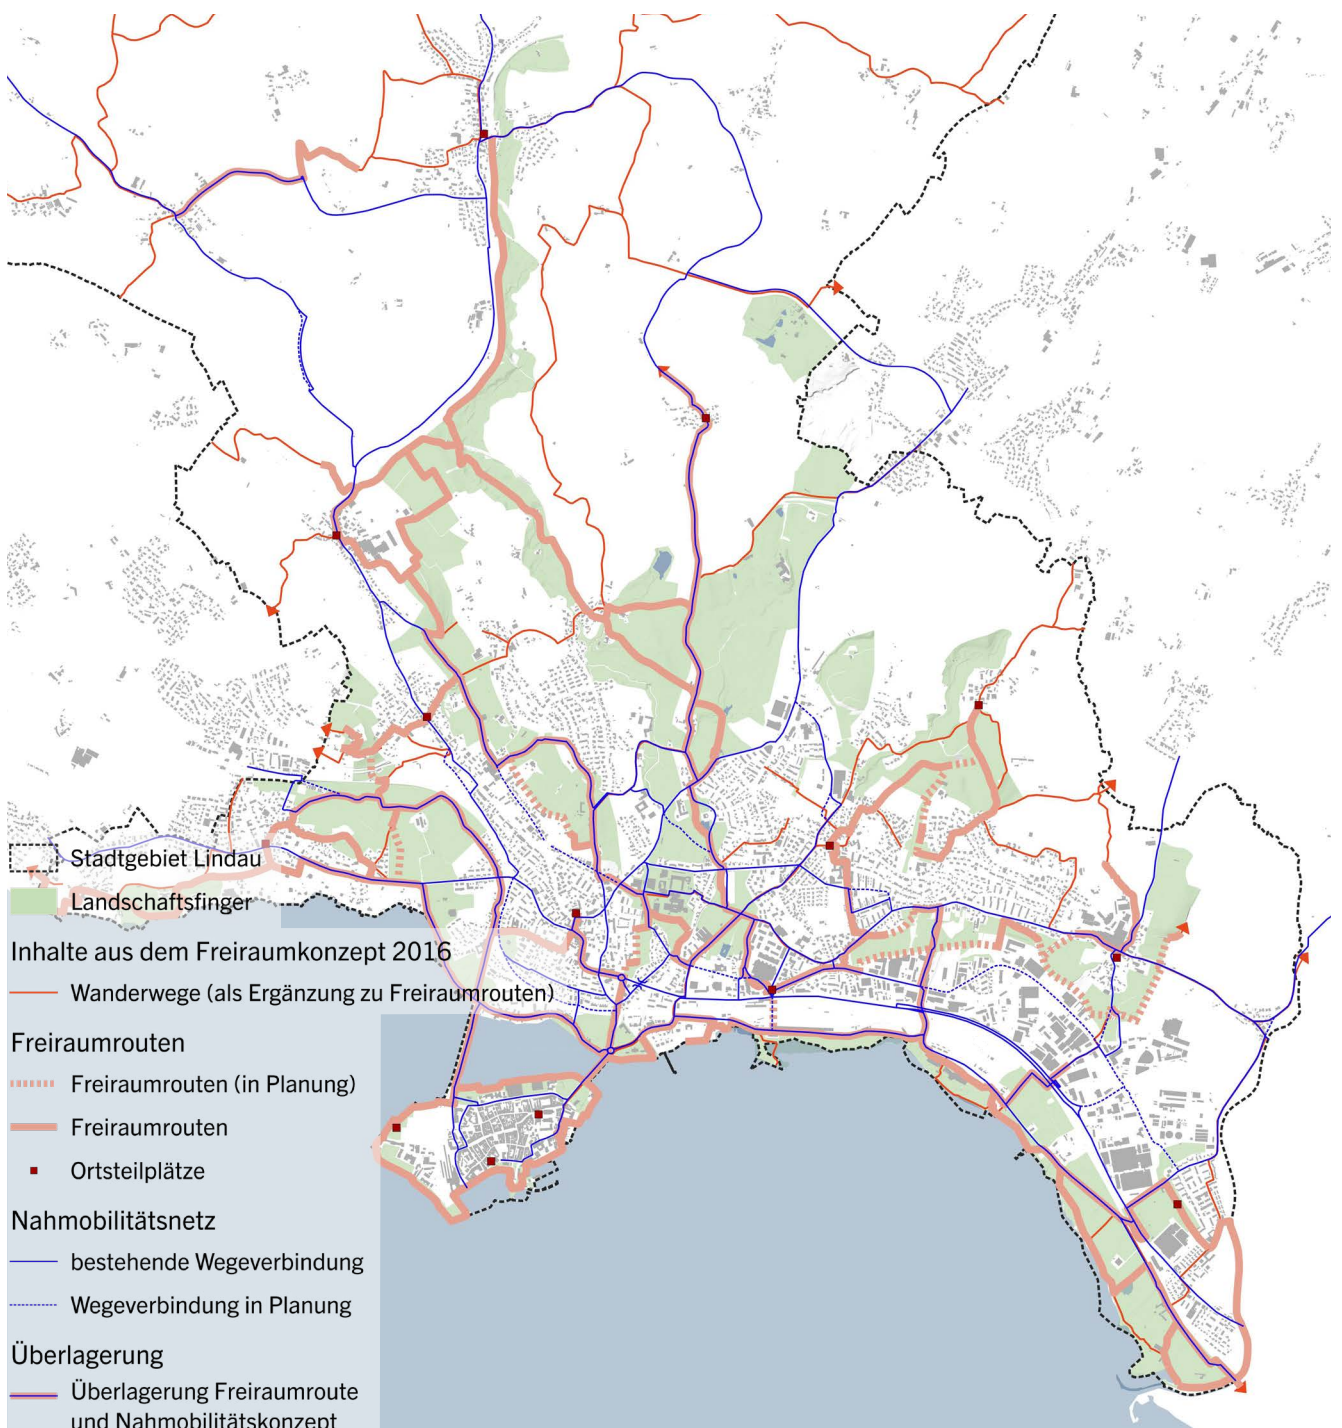 Stadtgebiet Lindau
Landschaftsfinger
Inhalte aus dem Freiraumkonzept 2016
Wanderwege (als Ergänzung zu Freiraumrouten)
Freiraumrouten
Freiraumrouten (in Planung)
Freiraumrouten
Ortsteilplätze
Nahmobilitätsnetz
bestehende Wegeverbindung
Wegeverbindung in Planung
Überlagerung
Überlagerung Freiraumroute
und Nahmobilitätskonzept